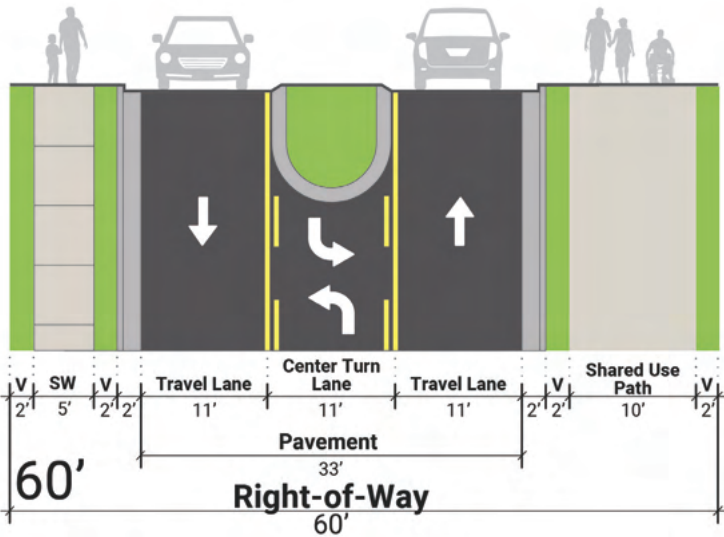 V
SW
V
Travel Lane
Center Turn
Lane
Travel Lane
V
Shared Use
Path
V
2'
5'
2'
2'
11'
11'
11'
2'
2'
10'
2'
Pavement
33'
60'
Right-of-Way
60'